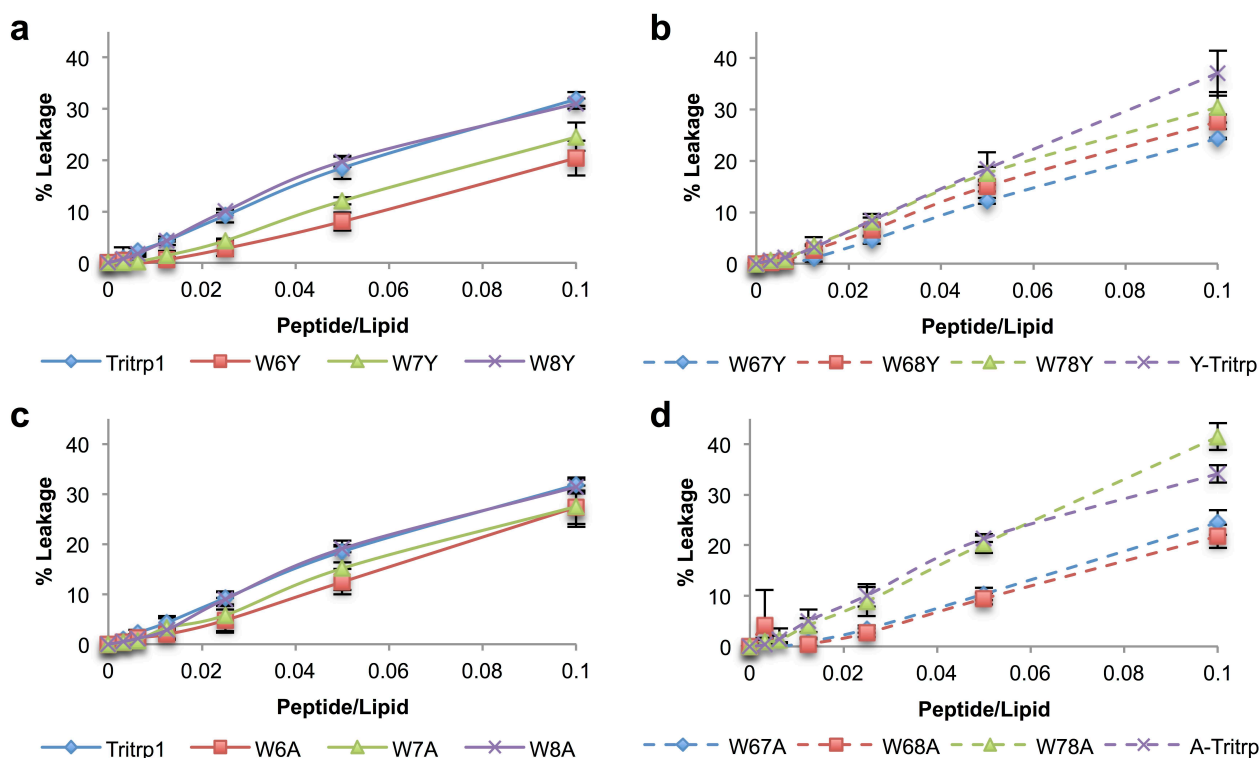 a
40
30
20
10
0
% Leakage
0 0.02 0.04 0.06 0.08 0.1
Peptide/Lipid
Tritrp1 W6Y W7Y W8Y
b
40
30
20
10
0
% Leakage
0 0.02 0.04 0.06 0.08 0.1
Peptide/Lipid
W67Y W68Y W78Y Y-Tritrp
c
40
30
20
10
0
% Leakage
0 0.02 0.04 0.06 0.08 0.1
Peptide/Lipid
Tritrp1 W6A W7A W8A
d
40
30
20
10
0
% Leakage
0 0.02 0.04 0.06 0.08 0.1
Peptide/Lipid
W67A W68A W78A A-Tritrp